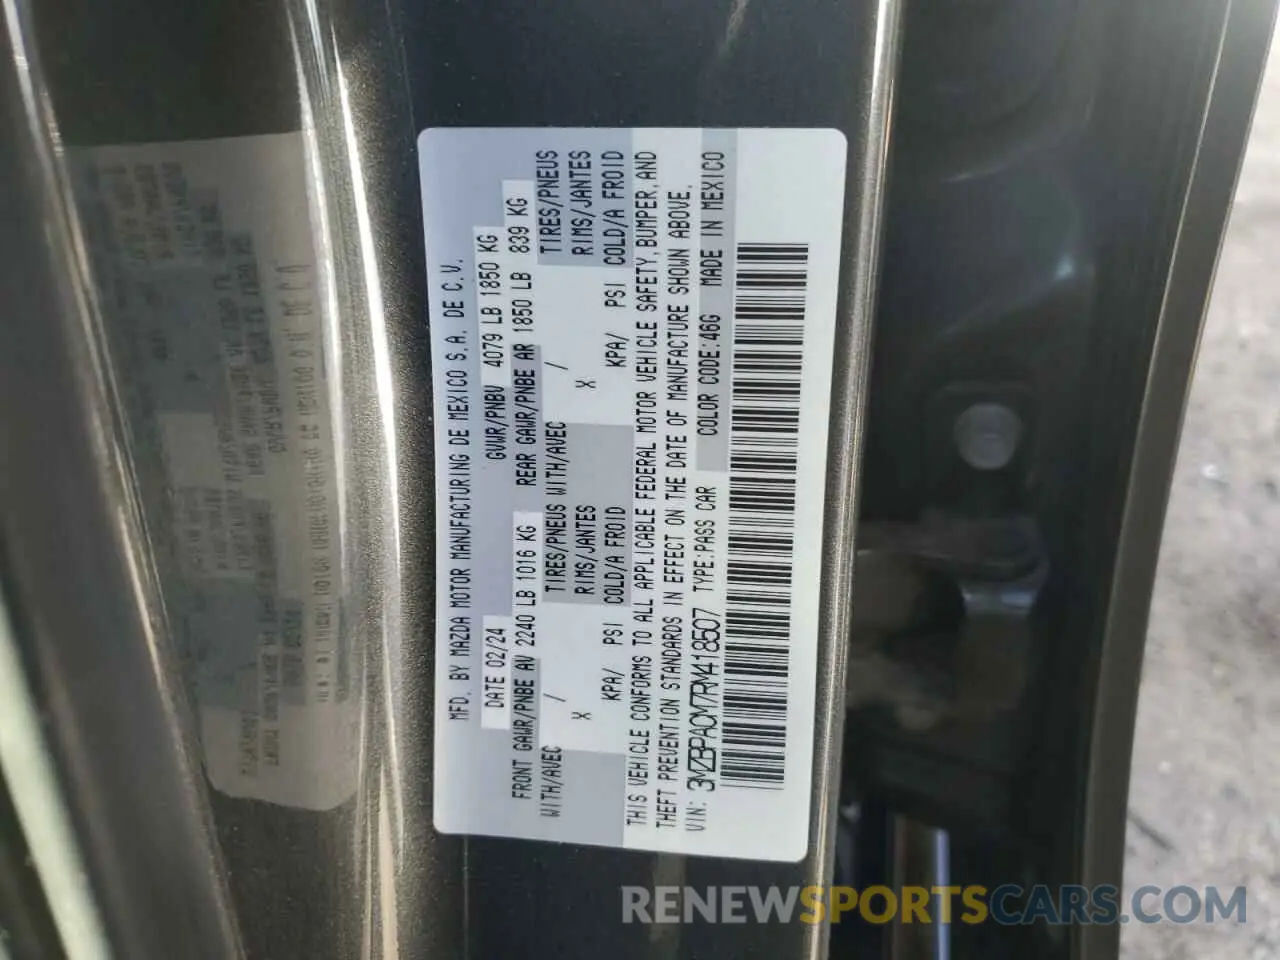 MFD. BY MAZDA MOTOR MANUFACTURING DE MEXICO S.A. DE C.V.
DATE 02/24 GVWR/PNBV 4079 LB 1850 KG
FRONT GAWR/PNBE AV 2240 LB 1016 KG REAR GAWR/PNBE AR 1850 LB 839 KG
WITH/AVEC / TIRES/PNEUS WITH/AVEC / TIRES/PNEUS
X RIMS/JANTES X RIMS/JANTES
KPA/ PSI COLD/A FROID KPA/ PSI COLD/A FROID
THIS VEHICLE CONFORMS TO ALL APPLICABLE FEDERAL MOTOR VEHICLE SAFETY, BUMPER, AND
THEFT PREVENTION STANDARDS IN EFFECT ON THE DATE OF MANUFACTURE SHOWN ABOVE.
VIN: 3MZBPACM7RM418507 TYPE:PASS CAR COLOR CODE:46G MADE IN MEXICO
RENEWSPORTSCARS.COM